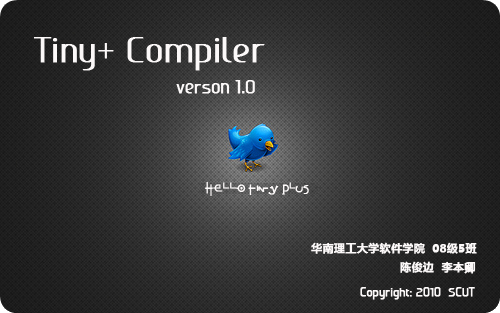 Tiny+ Compiler
verson 1.0
Hello tiny plus
华南理工大学软件学院 08级5班
陈俊边 李本卿
Copyright: 2010 SCUT